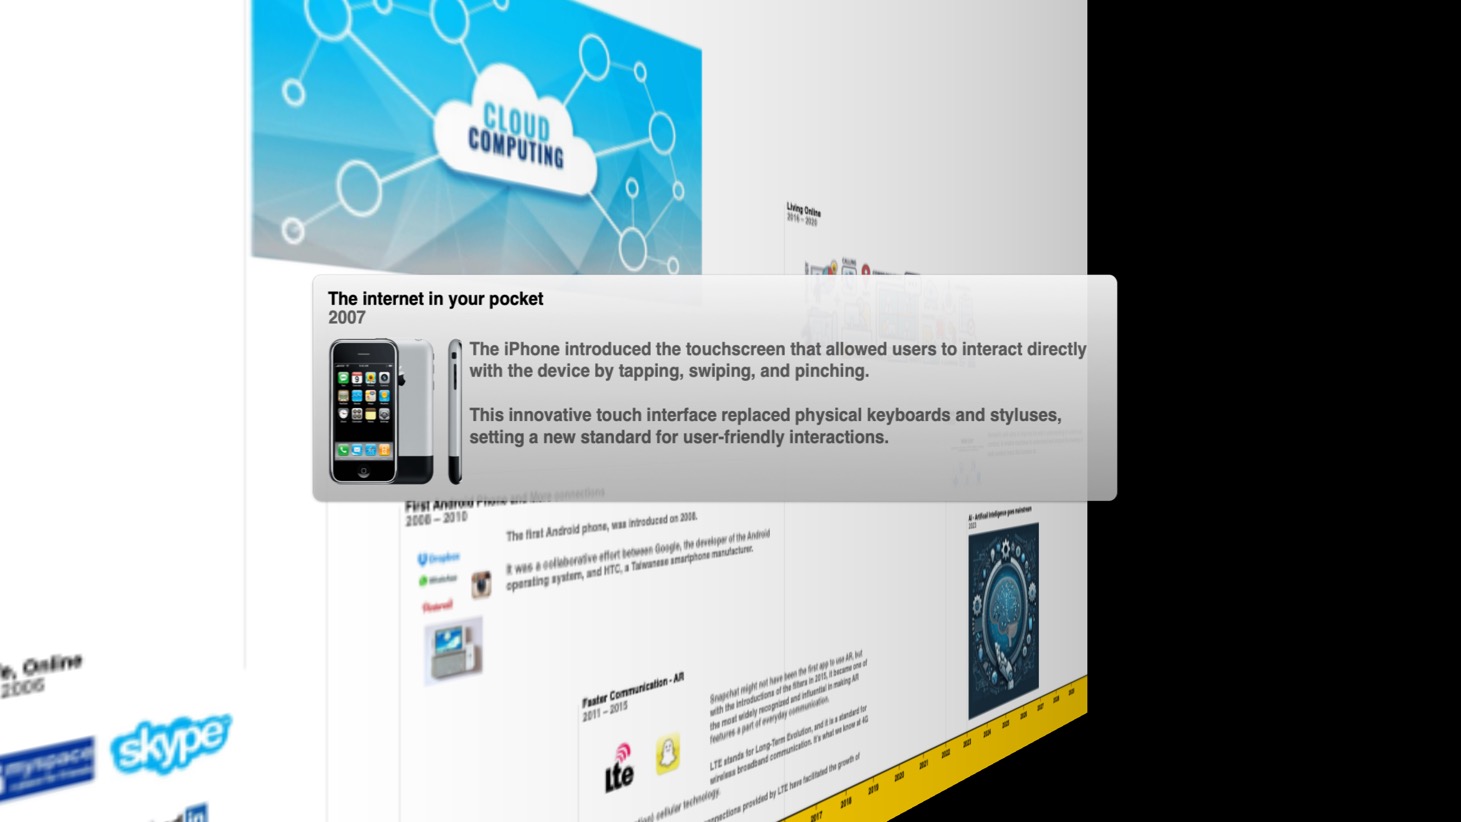 CLOUD
COMPUTING
Living Online
2016 – 2020
The internet in your pocket
2007
The iPhone introduced the touchscreen that allowed users to interact directly
with the device by tapping, swiping, and pinching.
This innovative touch interface replaced physical keyboards and styluses,
setting a new standard for user-friendly interactions.
First Android Phone and More connections
2006 – 2010
The first Android phone, was introduced on 2008.
It was a collaborative effort between Google, the developer of the Android
operating system, and HTC, a Taiwanese smartphone manufacturer.
Dropbox
WhatsApp
Pinterest
AI - Artificial Intelligence goes mainstream
2023
e, Online
2006
myspace
skype
in
Faster Communication - AR
2011 – 2015
lte
Snapchat might not have been the first app to use AR, but
with the introductions of the filters in 2015, it became one of
the most widely recognized and influential in making AR
features a part of everyday communication.
LTE stands for Long-Term Evolution, and it is a standard for
wireless broadband communication. It's what we know at 4G
cellular technology.
connections provided by LTE have facilitated the growth of
2017
2018
2019
2020
2021
2022
2023
2024
2025
2026
2027
2028
2029